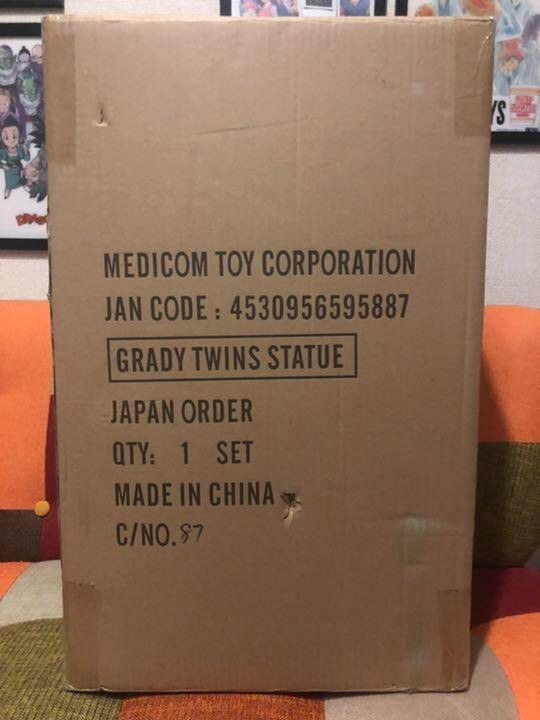 MEDICOM TOY CORPORATION
JAN CODE : 4530956595887
GRADY TWINS STATUE
JAPAN ORDER
QTY: 1 SET
MADE IN CHINA
C/NO. 87